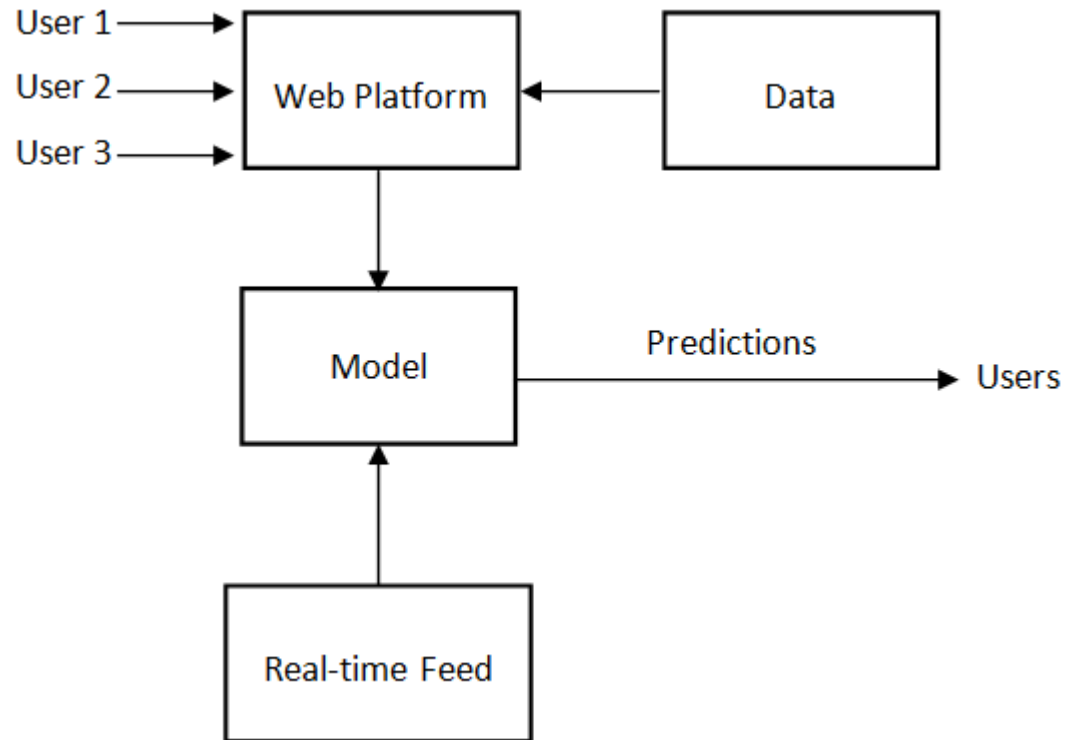 User 1
User 2
User 3
Web Platform
Data
Model
Predictions
Users
Real-time Feed